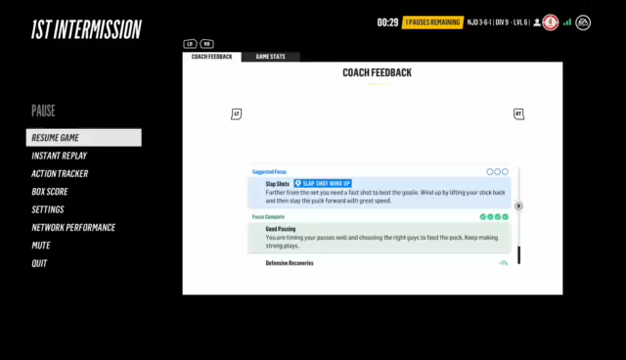 1ST INTERMISSION
00:29
1 PAUSES REMAINING
NJD 3-6-1 | DIV 9 - LVL 6 |
4
EA
LB RB
COACH FEEDBACK GAME STATS
COACH FEEDBACK
LT RT
PAUSE
RESUME GAME
INSTANT REPLAY
ACTION TRACKER
BOX SCORE
SETTINGS
NETWORK PERFORMANCE
MUTE
QUIT
Suggested Focus
Slap Shots SLAP SHOT WIND UP
Farther from the net you need a fast shot to beat the goalie. Wind up by lifting your stick back
and then slap the puck forward with great speed.
R
Focus Complete
Good Passing
You are timing your passes well and choosing the right guys to feed the puck. Keep making
strong plays.
Defensive Recoveries